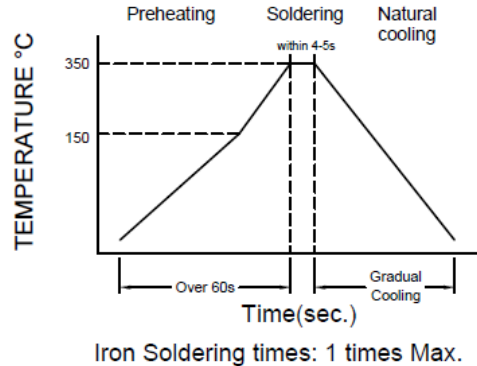 Preheating Soldering Natural
cooling
within 4-5s
350
150
TEMPERATURE °C
Over 60s
Gradual
Cooling
Time(sec.)
Iron Soldering times: 1 times Max.